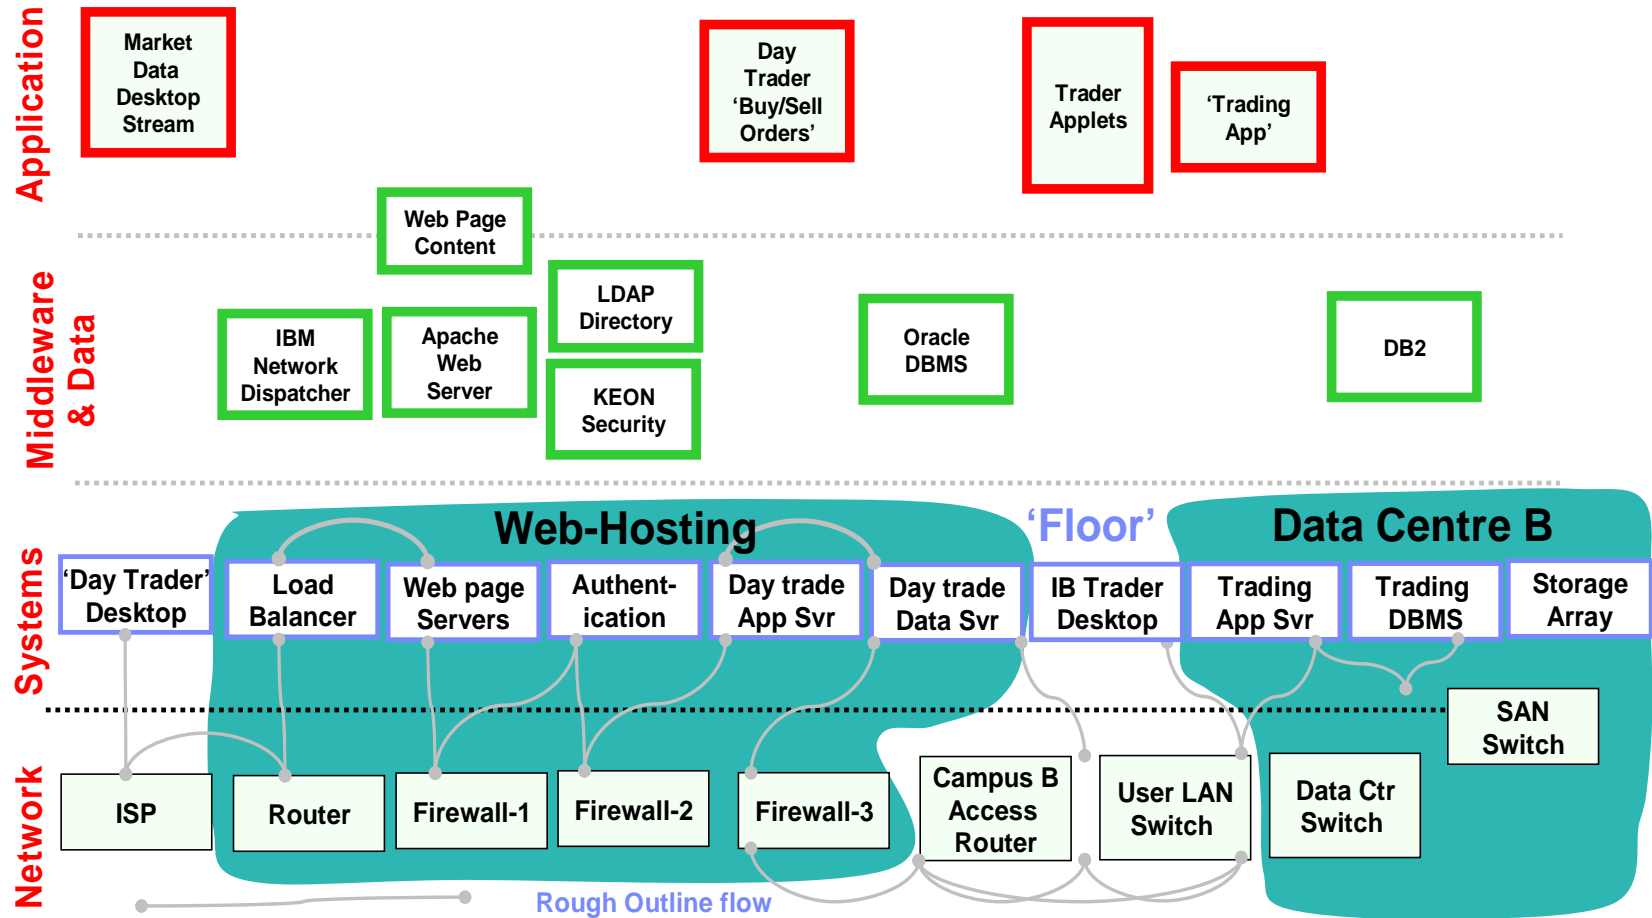 Application
Market
Data
Desktop
Stream
Day
Trader
‘Buy/Sell
Orders’
Trader
Applets
‘Trading
App’
Web Page
Content
Middleware
& Data
IBM
Network
Dispatcher
Apache
Web
Server
LDAP
Directory
KEON
Security
Oracle
DBMS
DB2
Web-Hosting
‘Floor’
Data Centre B
Systems
‘Day Trader’
Desktop
Load
Balancer
Web page
Servers
Authent-
ication
Day trade
App Svr
Day trade
Data Svr
IB Trader
Desktop
Trading
App Svr
Trading
DBMS
Storage
Array
SAN
Switch
Network
ISP
Router
Firewall-1
Firewall-2
Firewall-3
Campus B
Access
Router
User LAN
Switch
Data Ctr
Switch
Rough Outline flow